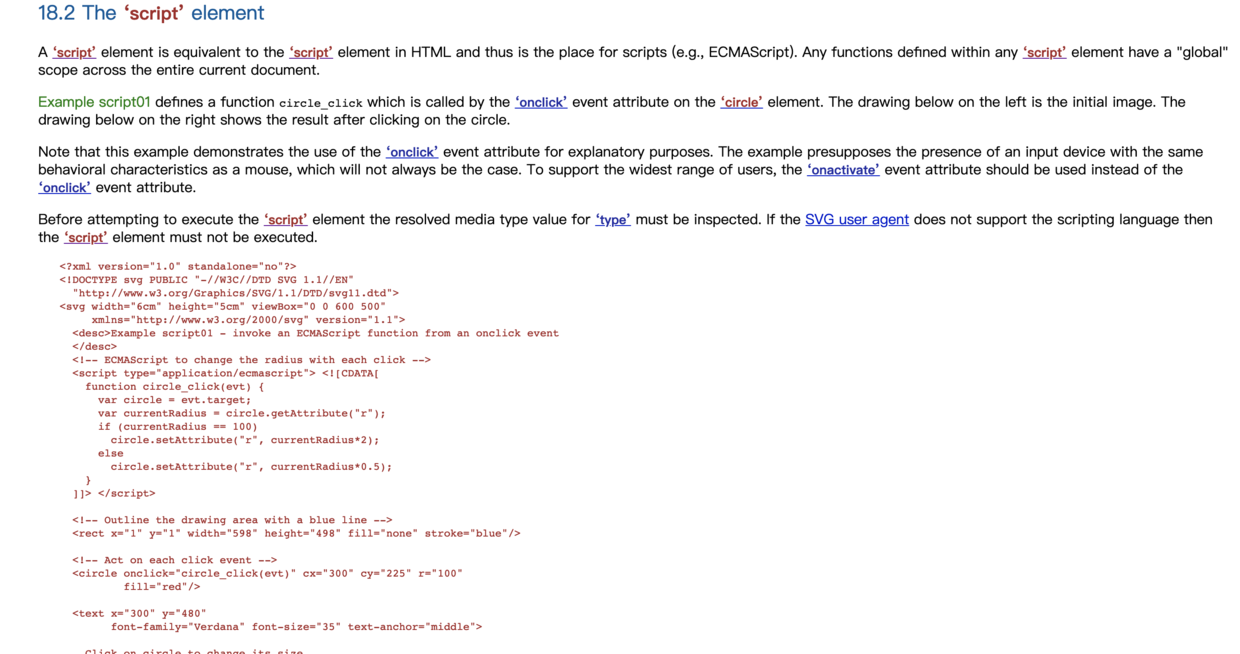 18.2 The ‘script’ element
A ‘script’ element is equivalent to the ‘script’ element in HTML and thus is the place for scripts (e.g., ECMAScript). Any functions defined within any ‘script’ element have a "global"
scope across the entire current document.
Example script01 defines a function circle_click which is called by the ‘onclick’ event attribute on the ‘circle’ element. The drawing below on the left is the initial image. The
drawing below on the right shows the result after clicking on the circle.
Note that this example demonstrates the use of the ‘onclick’ event attribute for explanatory purposes. The example presupposes the presence of an input device with the same
behavioral characteristics as a mouse, which will not always be the case. To support the widest range of users, the ‘onactivate’ event attribute should be used instead of the
‘onclick’ event attribute.
Before attempting to execute the ‘script’ element the resolved media type value for ‘type’ must be inspected. If the SVG user agent does not support the scripting language then
the ‘script’ element must not be executed.
<?xml version="1.0" standalone="no"?>
<!DOCTYPE svg PUBLIC "-//W3C//DTD SVG 1.1//EN"
  "http://www.w3.org/Graphics/SVG/1.1/DTD/svg11.dtd">
<svg width="6cm" height="5cm" viewBox="0 0 600 500"
     xmlns="http://www.w3.org/2000/svg" version="1.1">
  <desc>Example script01 - invoke an ECMAScript function from an onclick event
  </desc>
  <!-- ECMAScript to change the radius with each click -->
  <script type="application/ecmascript"> <![CDATA[
    function circle_click(evt) {
      var circle = evt.target;
      var currentRadius = circle.getAttribute("r");
      if (currentRadius == 100)
        circle.setAttribute("r", currentRadius*2);
      else
        circle.setAttribute("r", currentRadius*0.5);
    }
  ]]> </script>
  <!-- Outline the drawing area with a blue line -->
  <rect x="1" y="1" width="598" height="498" fill="none" stroke="blue"/>
  <!-- Act on each click event -->
  <circle onclick="circle_click(evt)" cx="300" cy="225" r="100"
          fill="red"/>
  <text x="300" y="480"
        font-family="Verdana" font-size="35" text-anchor="middle">
    Click on circle to change its size